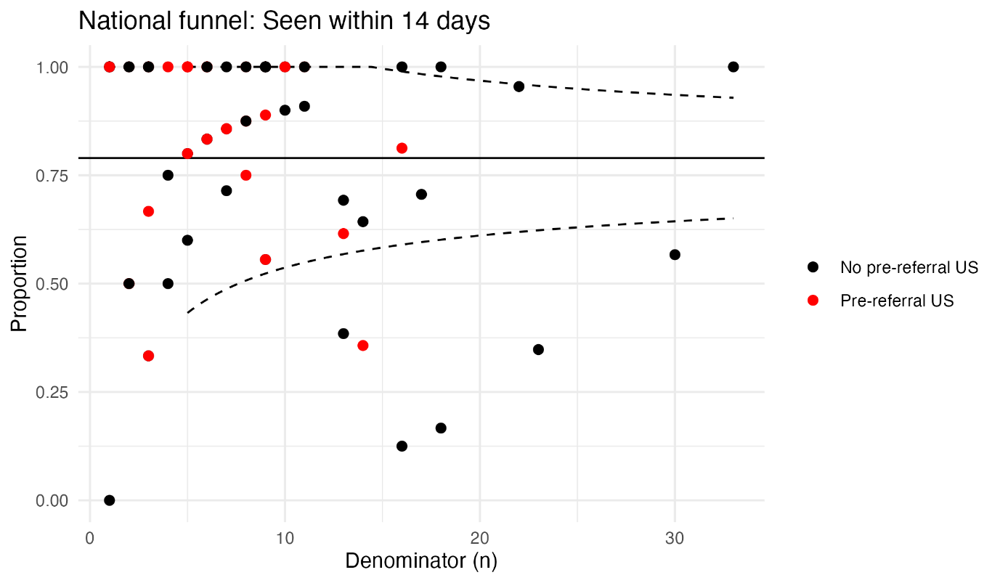 National funnel: Seen within 14 days
1.00
0.75
0.50
0.25
0.00
Proportion
0
10
20
30
Denominator (n)
No pre-referral US
Pre-referral US